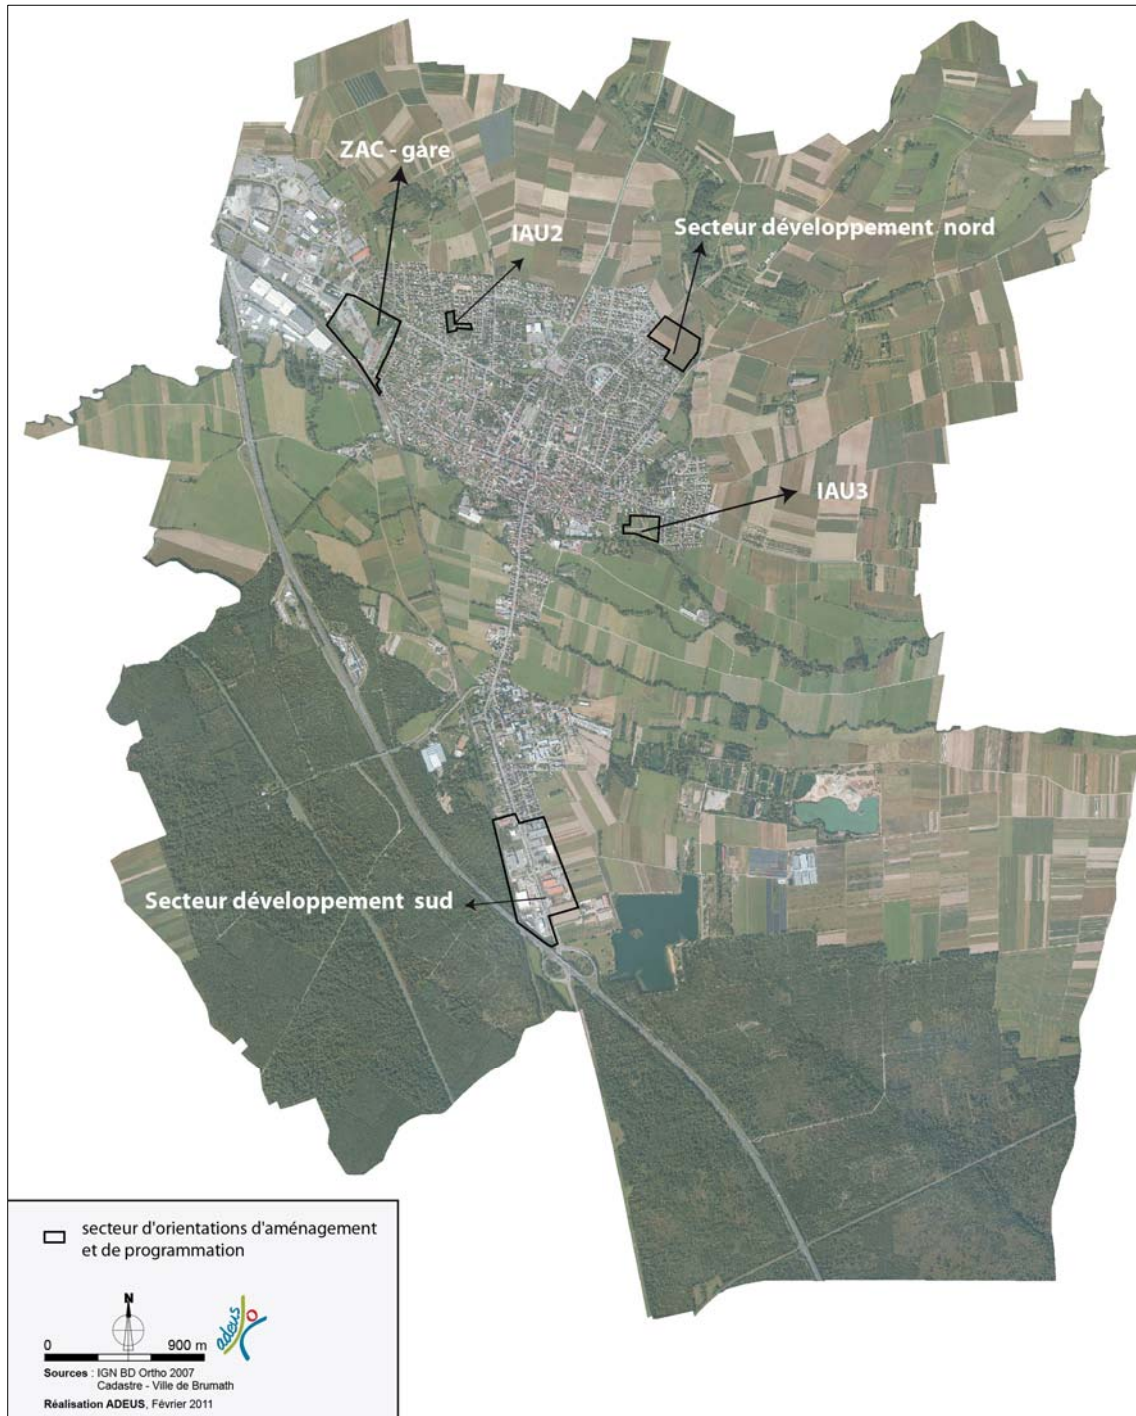 ZAC - gare
IAU2
Secteur développement nord
IAU3
Secteur développement sud
secteur d'orientations d'aménagement
et de programmation
N
0 900 m
adeus
Sources : IGN BD Ortho 2007
Cadastre - Ville de Brumath
Réalisation ADEUS, Février 2011